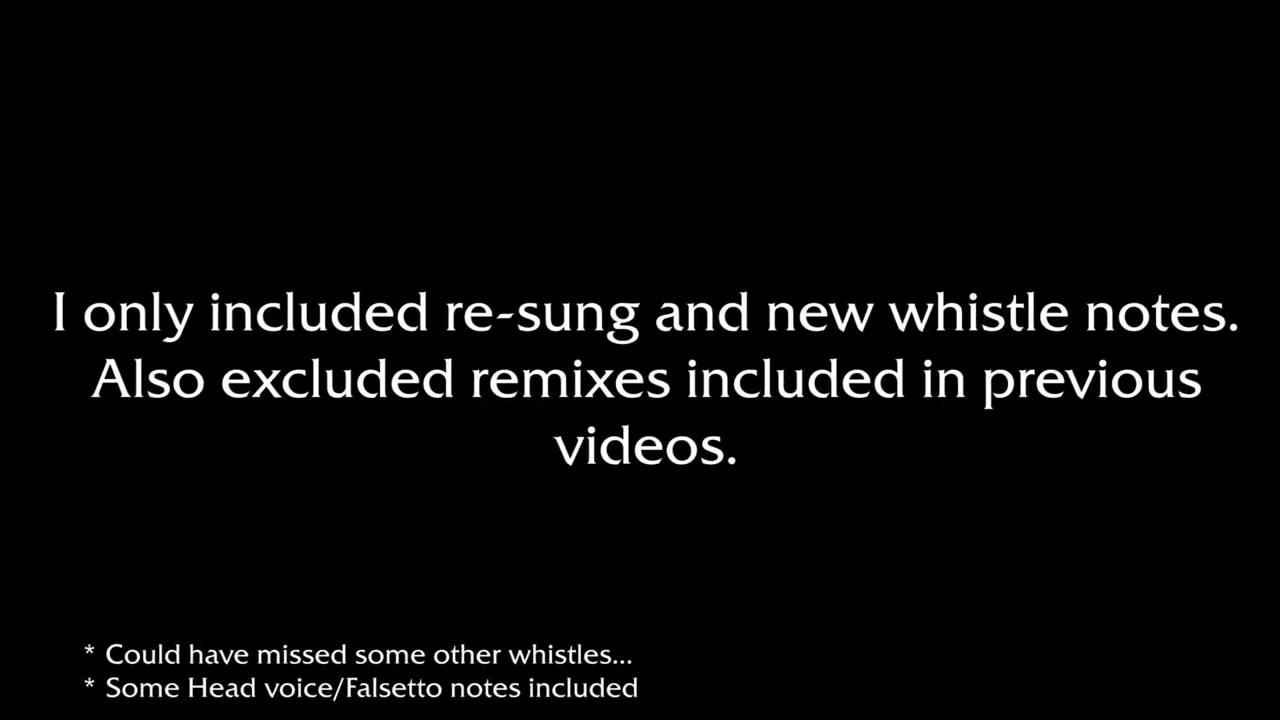 I only included re-sung and new whistle notes.
Also excluded remixes included in previous
videos.
* Could have missed some other whistles...
* Some Head voice/Falsetto notes included